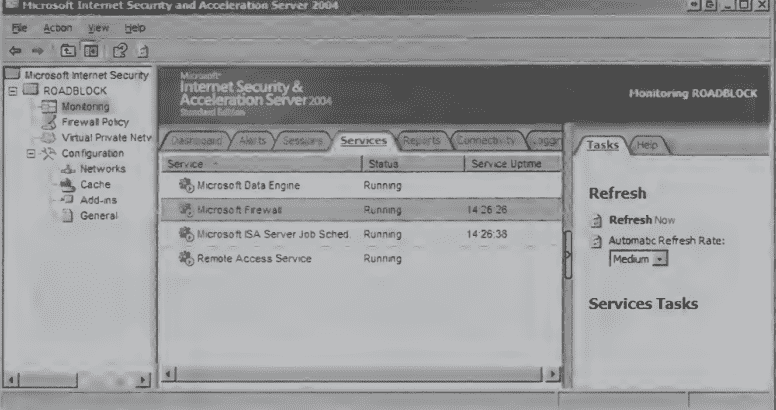 Microsoft Internet Security and Acceleration Server 2004
File Action View Help
Microsoft Internet Security
ROADBLOCK
Monitoring
Firewall Policy
Virtual Private Netw
Configuration
Networks
Cache
Add-ins
General
Microsoft
Internet Security &
Acceleration Server 2004
Standard Edition
Monitoring ROADBLOCK
Dashboard Alerts Sessions Services Reports Connectivity Loggi
Service Status Service Uptime
Microsoft Data Engine Running
Microsoft Firewall Running 14:26:26
Microsoft ISA Server Job Sched. Running 14:26:38
Remote Access Service Running
Tasks Help
Refresh
Refresh Now
Automatic Refresh Rate:
Medium
Services Tasks